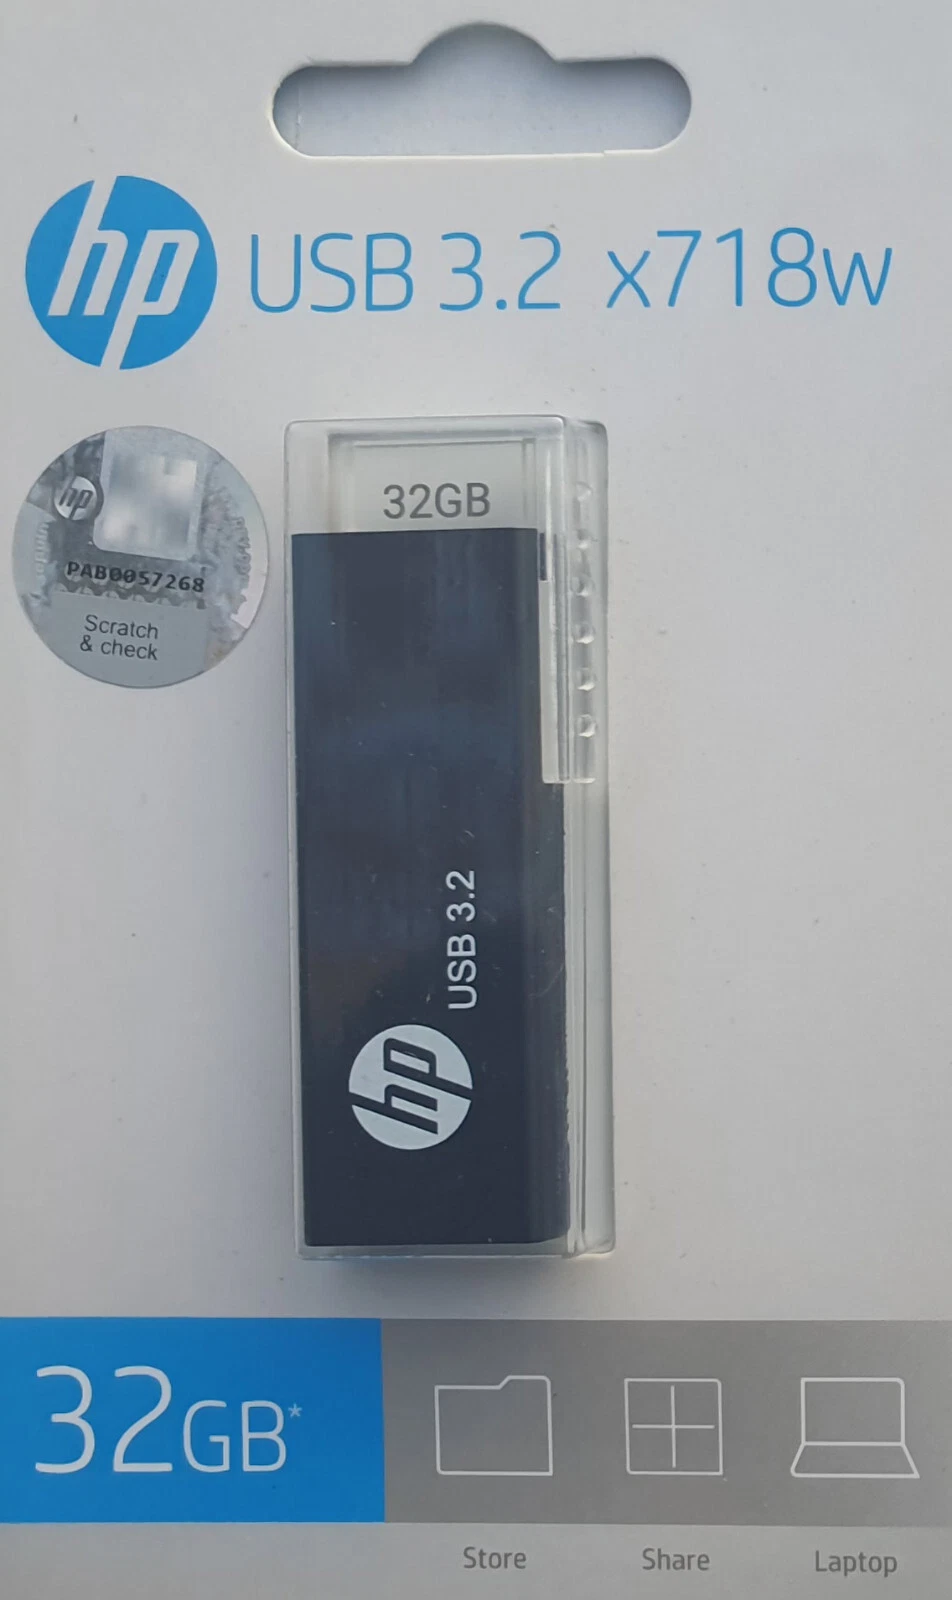 hp USB 3.2 x718w
hp
PAB0057268
Scratch
& check
32GB
USB 3.2
hp
32GB*
Store Share Laptop